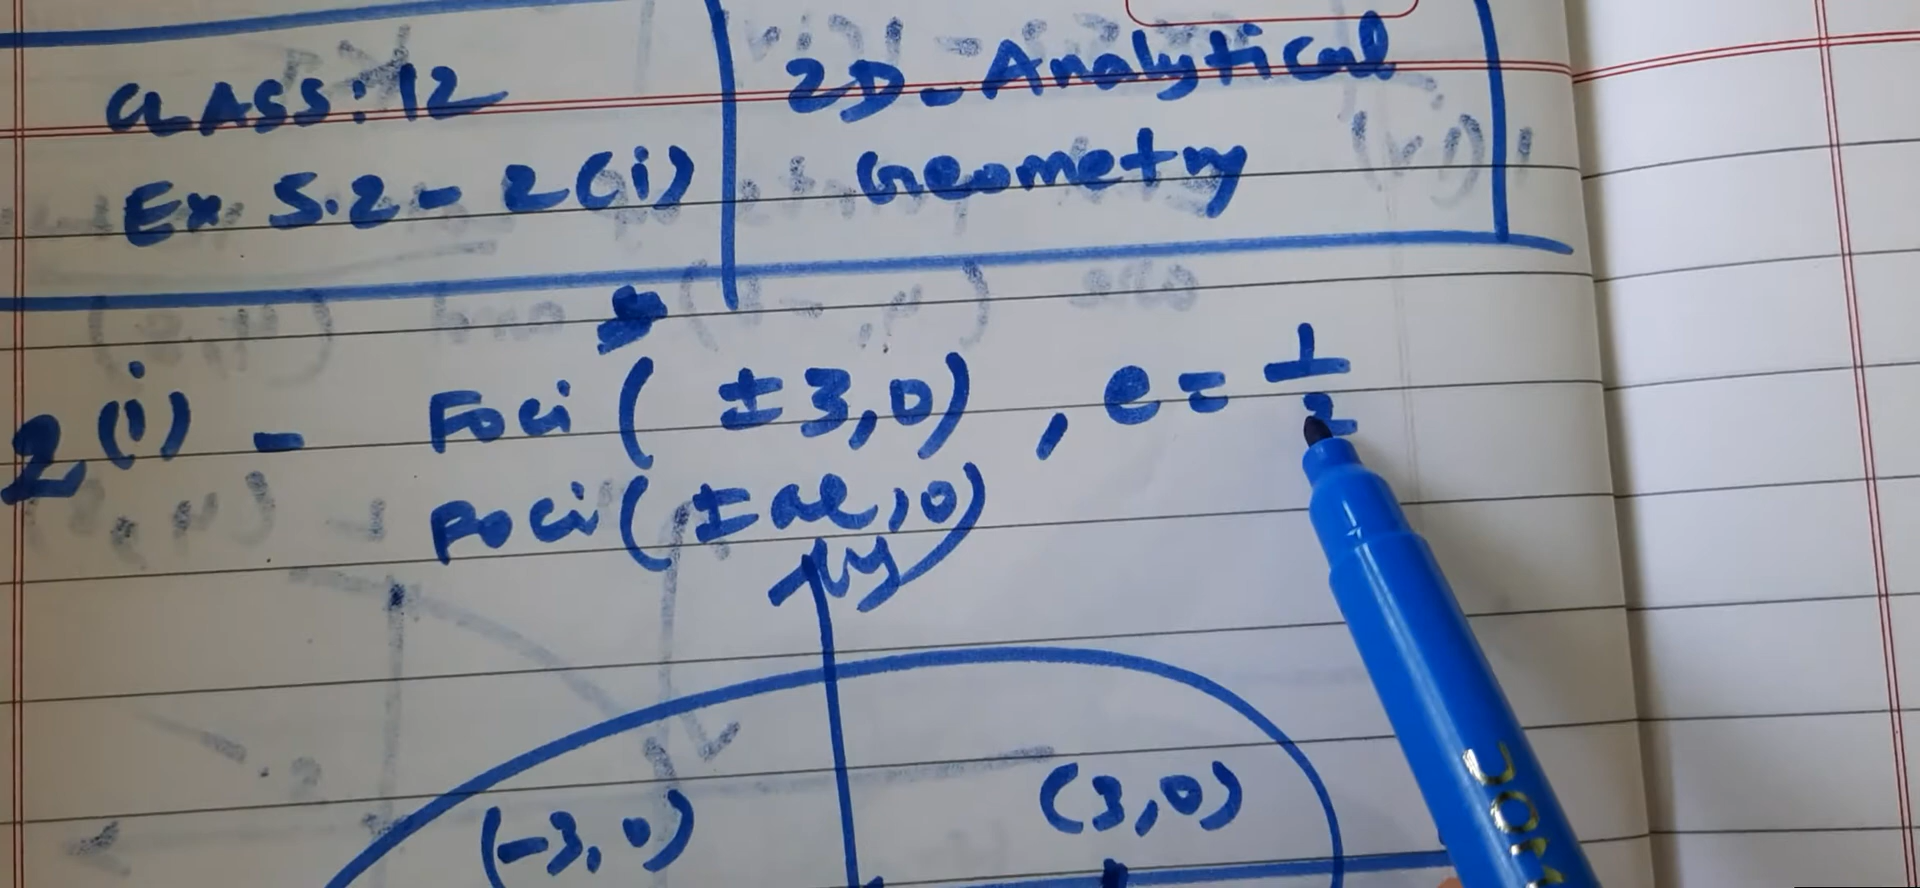 CLASS: 12
Ex 5.2 - 2(i)
2D - Analytical
Geometry
2(i) - Foci (±3,0), e = 1/2
Foci (±ae,0)
y
(-3,0)
(3,0)
DOM